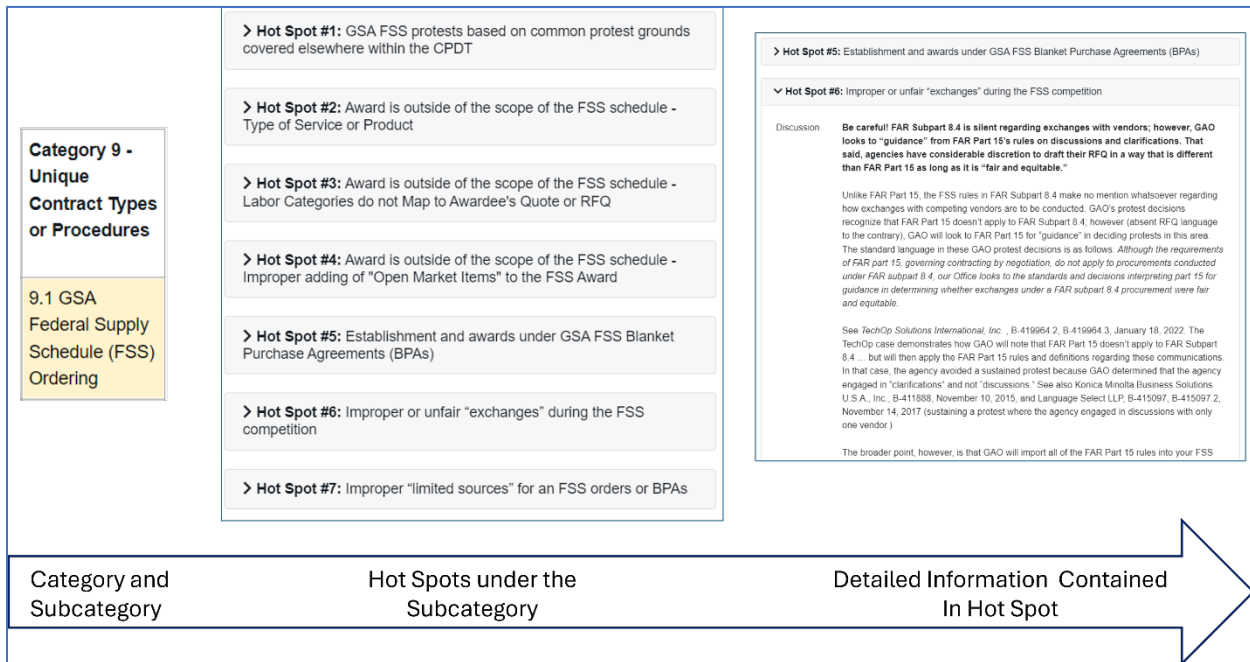 Category 9 -
Unique
Contract Types
or Procedures
9.1 GSA
Federal Supply
Schedule (FSS)
Ordering
Hot Spot #1: GSA FSS protests based on common protest grounds
covered elsewhere within the CPDT
Hot Spot #2: Award is outside of the scope of the FSS schedule -
Type of Service or Product
Hot Spot #3: Award is outside of the scope of the FSS schedule -
Labor Categories do not Map to Awardee's Quote or RFQ
Hot Spot #4: Award is outside of the scope of the FSS schedule -
Improper adding of "Open Market Items" to the FSS Award
Hot Spot #5: Establishment and awards under GSA FSS Blanket
Purchase Agreements (BPAs)
Hot Spot #6: Improper or unfair “exchanges” during the FSS
competition
Hot Spot #7: Improper “limited sources” for an FSS orders or BPAs
Hot Spot #5: Establishment and awards under GSA FSS Blanket Purchase Agreements (BPAs)
Hot Spot #6: Improper or unfair “exchanges” during the FSS competition
Discussion
Be careful! FAR Subpart 8.4 is silent regarding exchanges with vendors; however, GAO
looks to “guidance” from FAR Part 15’s rules on discussions and clarifications. That
said, agencies have considerable discretion to draft their RFQ in a way that is different
than FAR Part 15 as long as it is “fair and equitable.”
Unlike FAR Part 15, the FSS rules in FAR Subpart 8.4 make no mention whatsoever regarding
how exchanges with competing vendors are to be conducted. GAO’s protest decisions
recognize that FAR Part 15 doesn’t apply to FAR Subpart 8.4; however (absent RFQ language
to the contrary), GAO will look to FAR Part 15 for “guidance” in deciding protests in this area.
The standard language in these GAO protest decisions is as follows: Although the requirements
of FAR part 15, governing contracting by negotiation, do not apply to procurements conducted
under FAR subpart 8.4, our Office looks to the standards and decisions interpreting part 15 for
guidance in determining whether exchanges under a FAR subpart 8.4 procurement were fair
and equitable.
See TechOp Solutions International, Inc. , B-419964.2, B-419964.3, January 18, 2022. The
TechOp case demonstrates how GAO will note that FAR Part 15 doesn’t apply to FAR Subpart
8.4 … but will then apply the FAR Part 15 rules and definitions regarding these communications.
In that case, the agency avoided a sustained protest because GAO determined that the agency
engaged in “clarifications” and not “discussions.” See also Konica Minolta Business Solutions
U.S.A., Inc., B-411888, November 10, 2015, and Language Select LLP, B-415097, B-415097.2,
November 14, 2017 (sustaining a protest where the agency engaged in discussions with only
one vendor.)
The broader point, however, is that GAO will import all of the FAR Part 15 rules into your FSS
Category and
Subcategory
Hot Spots under the
Subcategory
Detailed Information Contained
In Hot Spot